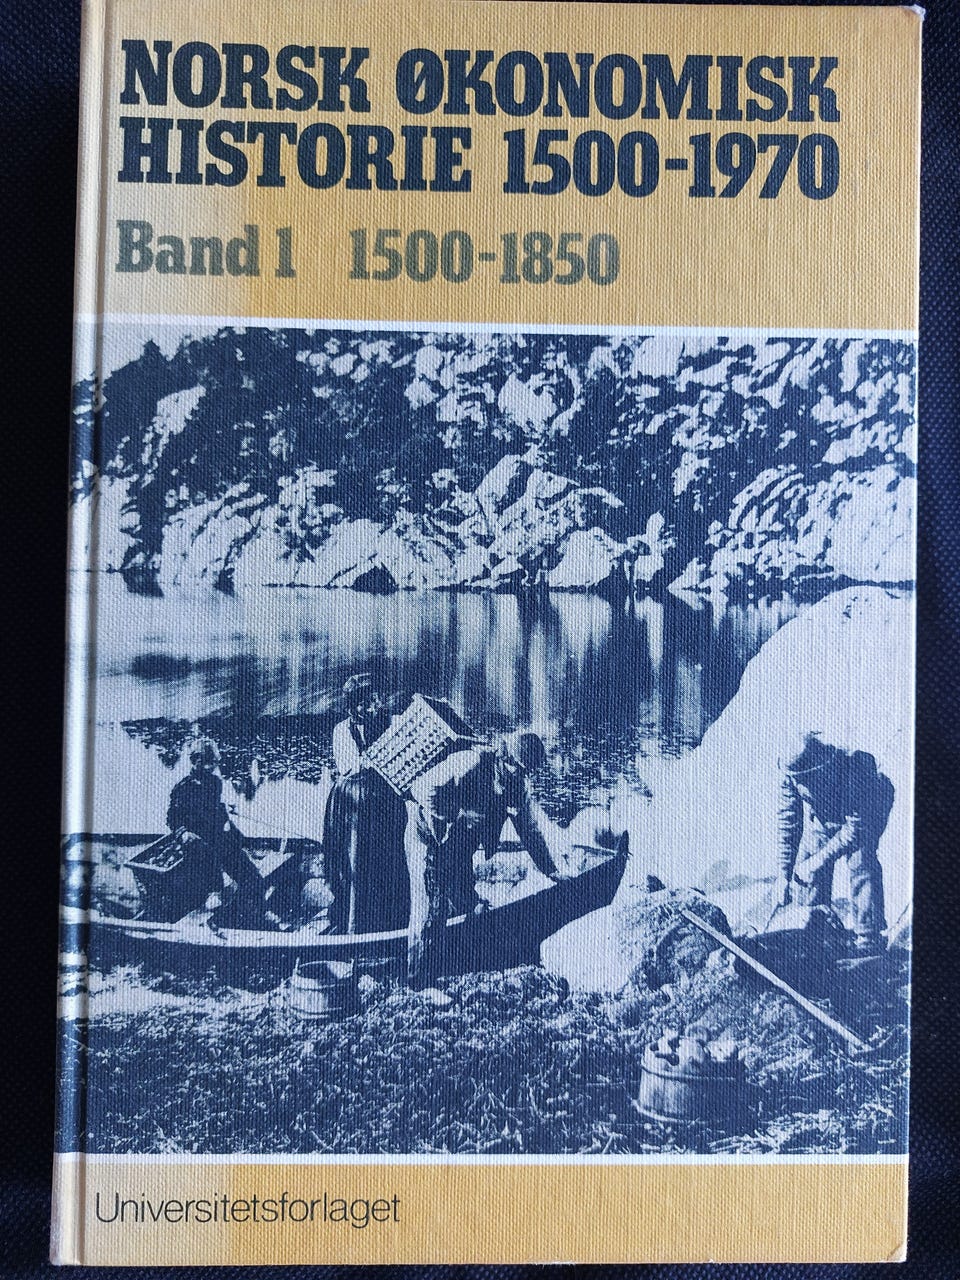 NORSK ØKONOMISK
HISTORIE 1500-1970
Band 1 1500-1850
Universitetsforlaget